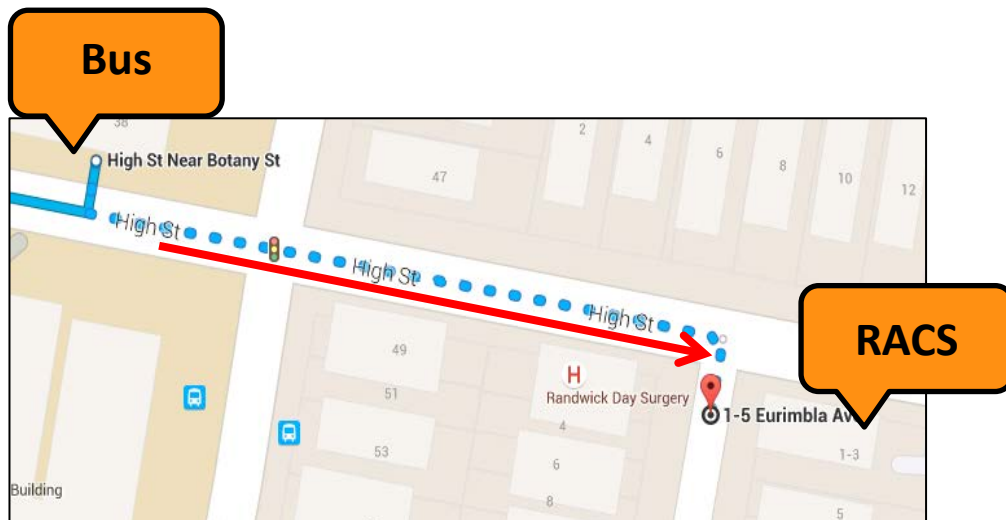 Bus
38
High St Near Botany St
2
4
6
8
10
12
47
High St
High St
High St
RACS
49
51
53
H
Randwick Day Surgery
4
6
8
1-5 Eurimbla Av
1-3
5
Building